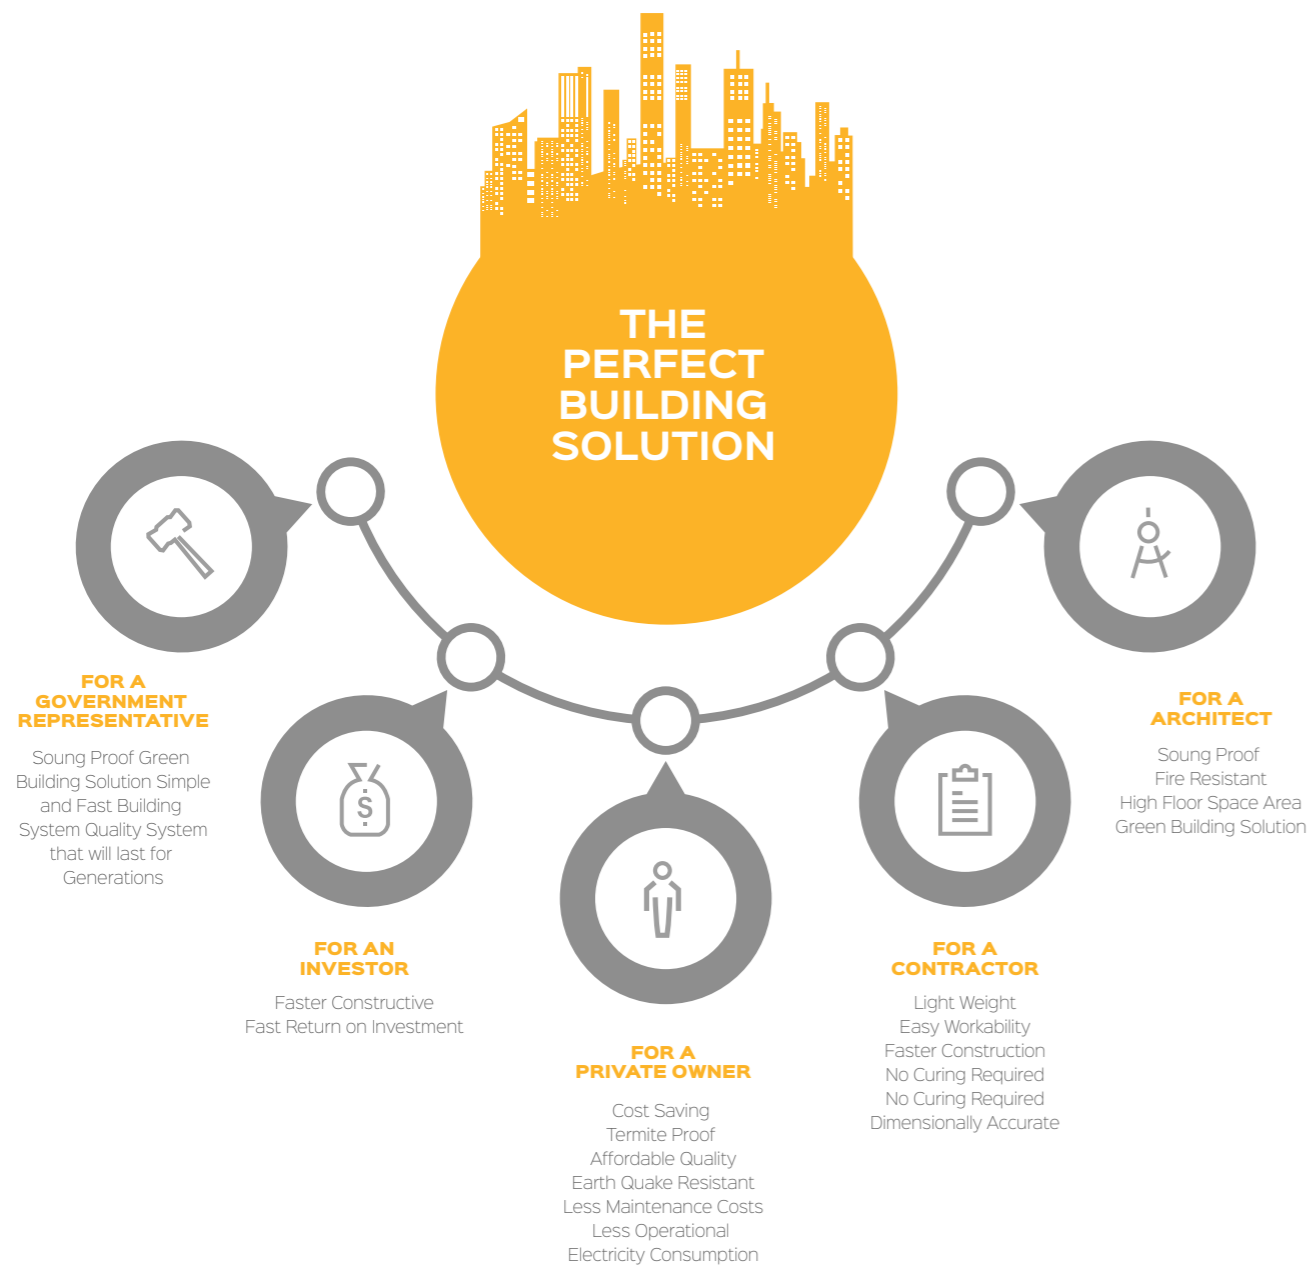 THE
PERFECT
BUILDING
SOLUTION
FOR A
GOVERNMENT
REPRESENTATIVE
Soung Proof Green
Building Solution Simple
and Fast Building
System Quality System
that will last for
Generations
$
FOR AN
INVESTOR
Faster Constructive
Fast Return on Investment
FOR A
PRIVATE OWNER
Cost Saving
Termite Proof
Affordable Quality
Earth Quake Resistant
Less Maintenance Costs
Less Operational
Electricity Consumption
FOR A
CONTRACTOR
Light Weight
Easy Workability
Faster Construction
No Curing Required
No Curing Required
Dimensionally Accurate
FOR A
ARCHITECT
Soung Proof
Fire Resistant
High Floor Space Area
Green Building Solution